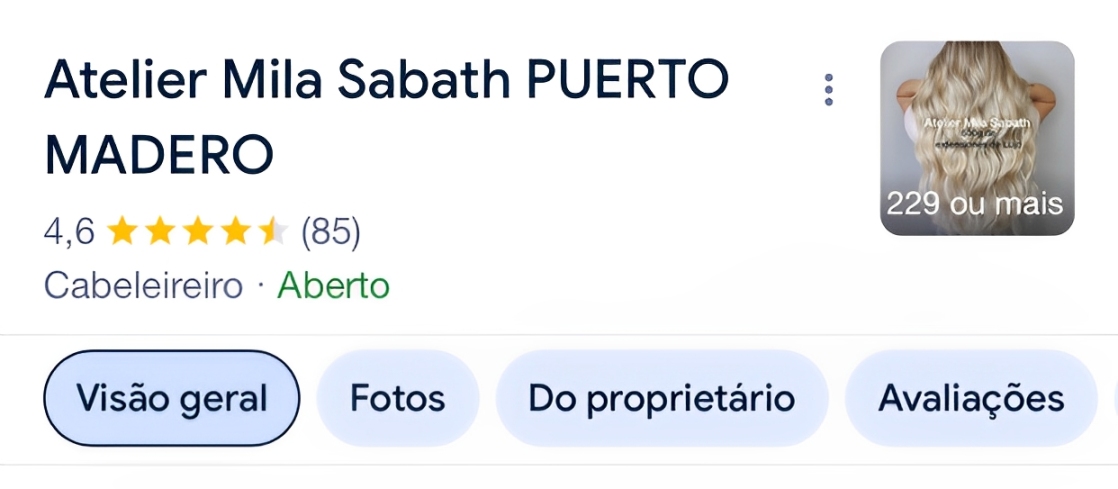 Atelier Mila Sabath PUERTO
MADERO
4,6 (85)
Cabeleireiro · Aberto
Atelier Mila Sabath
229 ou mais
Visão geral
Fotos
Do proprietário
Avaliações